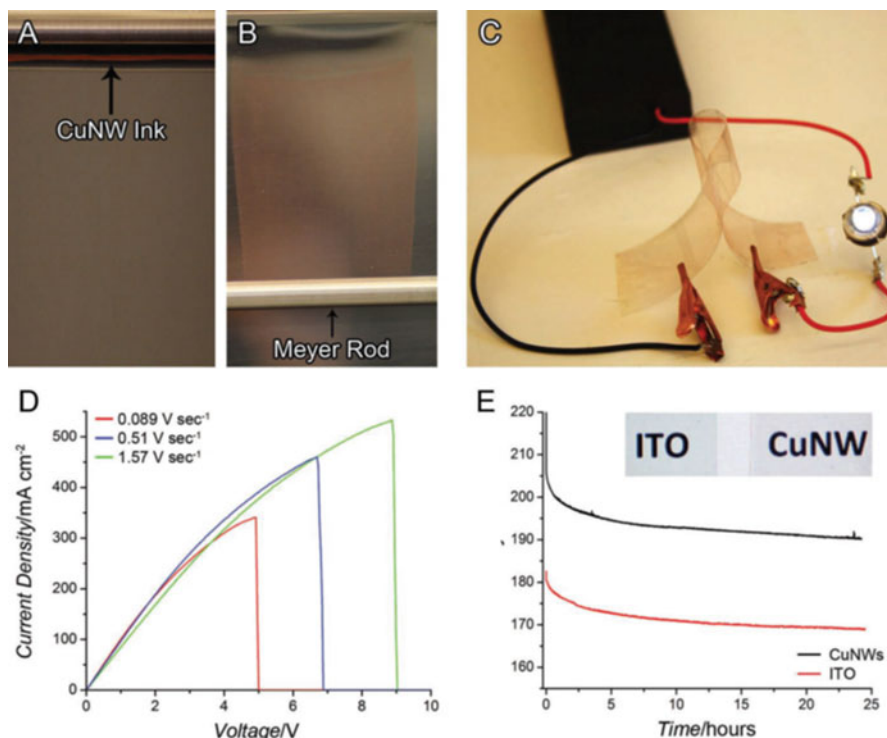 A
CuNW Ink
B
Meyer Rod
C
D
0.089 V sec⁻¹
0.51 V sec⁻¹
1.57 V sec⁻¹
500
400
300
200
100
0
Current Density/mA cm⁻²
0
2
4
6
8
10
Voltage/V
E
ITO
CuNW
220
210
200
190
180
170
160
CuNWs
ITO
0
5
10
15
20
25
Time/hours